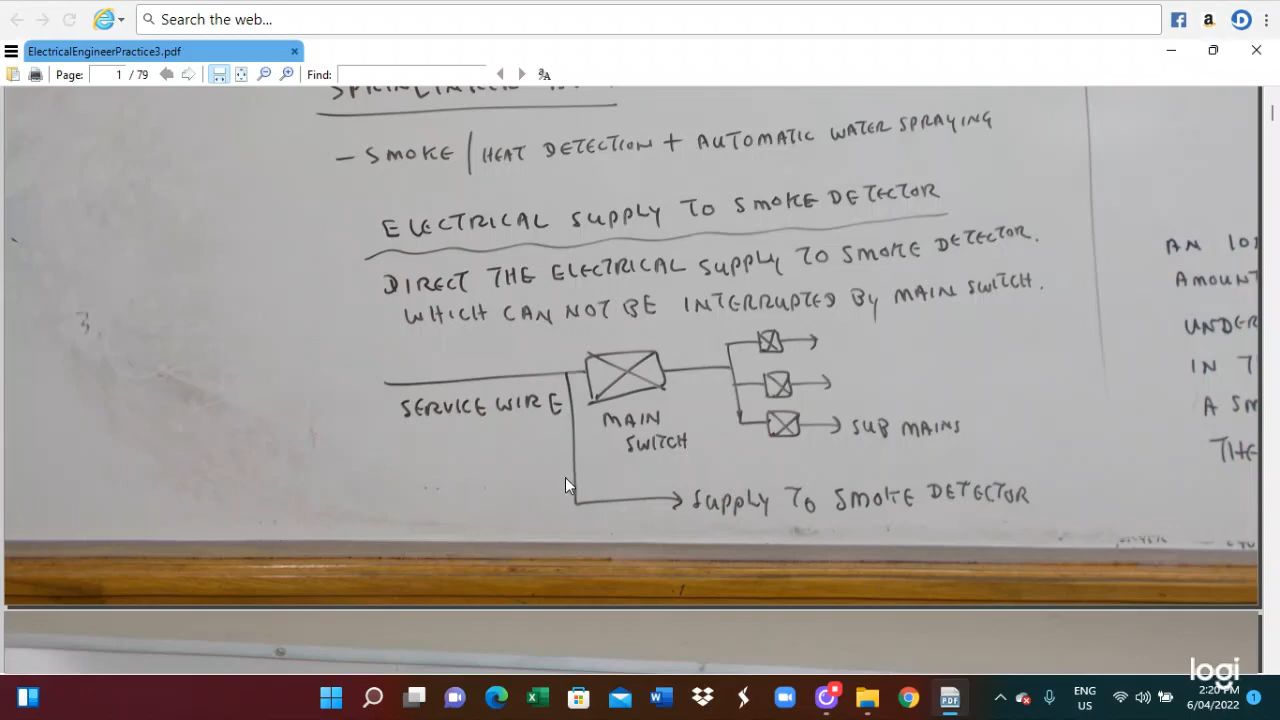 Search the web...
ElectricalEngineerPractice3.pdf
Page: 1 / 79 Find:
— SMOKE / HEAT DETECTION + AUTOMATIC WATER SPRAYING
ELECTRICAL SUPPLY TO SMOKE DETECTOR
DIRECT THE ELECTRICAL SUPPLY TO SMOKE DETECTOR.
WHICH CAN NOT BE INTERRUPTED BY MAIN SWITCH.
SERVICE WIRE
MAIN
SWITCH
SUB MAINS
SUPPLY TO SMOKE DETECTOR
AN
AMOUNT
UNDER
IN
A
THE
logi
ENG
US
2:20 PM
6/04/2022
1